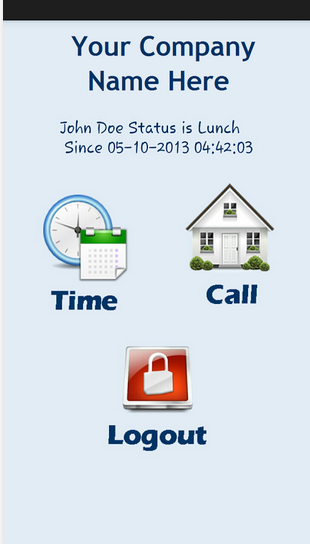 Your Company
Name Here
John Doe Status is Lunch
Since 05-10-2013 04:42:03
Time
Call
Logout